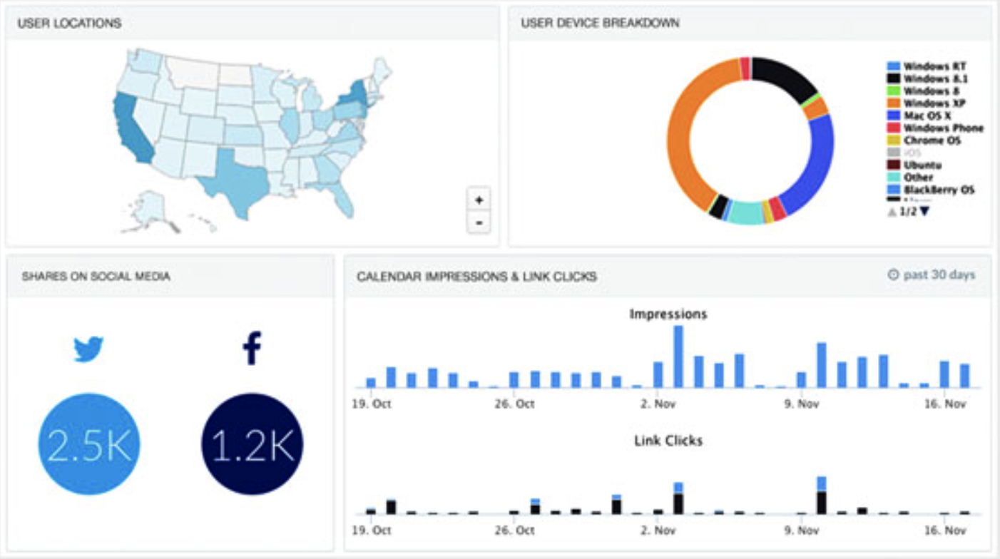 USER LOCATIONS
+
-
USER DEVICE BREAKDOWN
Windows RT
Windows 8.1
Windows 8
Windows XP
Mac OS X
Windows Phone
Chrome OS
iOS
Ubuntu
Other
BlackBerry OS
1/2
SHARES ON SOCIAL MEDIA
2.5K
1.2K
CALENDAR IMPRESSIONS & LINK CLICKS
past 30 days
Impressions
19. Oct 26. Oct 2. Nov 9. Nov 16. Nov
Link Clicks
19. Oct 26. Oct 2. Nov 9. Nov 16. Nov